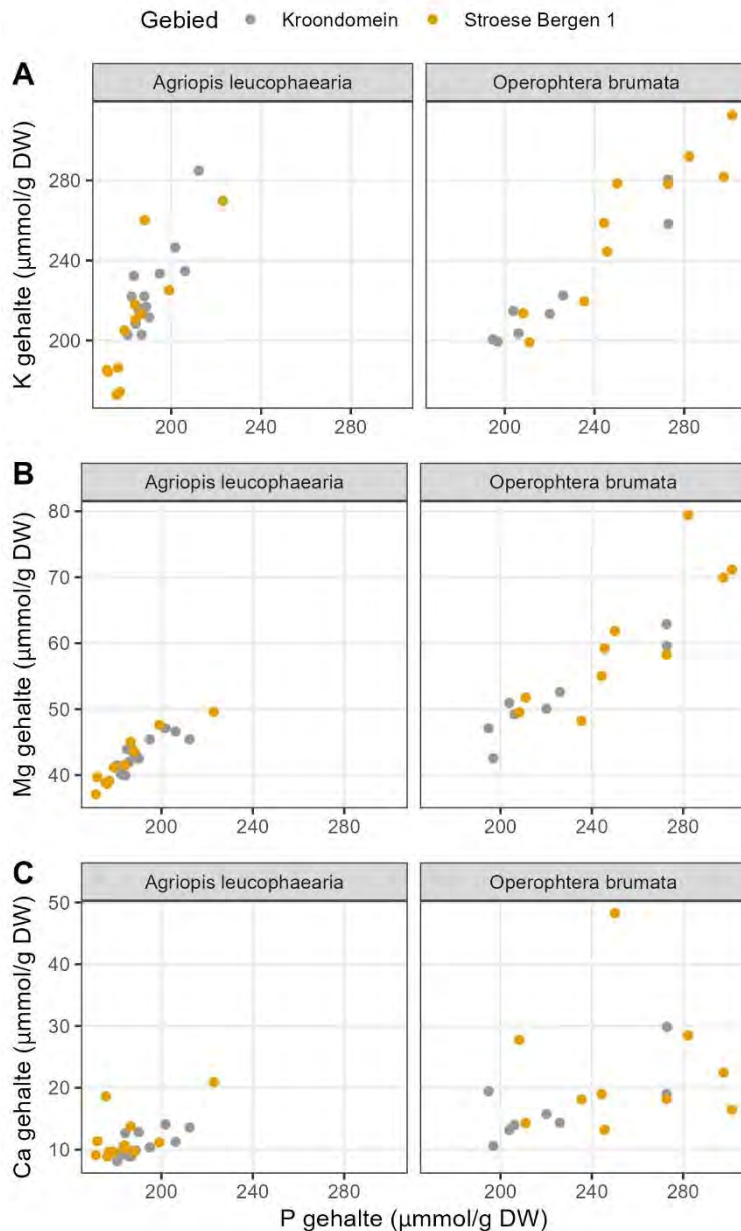 Gebied Kroondomein Stroese Bergen 1
A
Agriopis leucophaearia Operophtera brumata
K gehalte (µmmol/g DW)
280
240
200
200 240 280 200 240 280
B
Agriopis leucophaearia Operophtera brumata
Mg gehalte (µmmol/g DW)
80
70
60
50
40
200 240 280 200 240 280
C
Agriopis leucophaearia Operophtera brumata
Ca gehalte (µmmol/g DW)
50
40
30
20
10
200 240 280 200 240 280
P gehalte (µmmol/g DW)